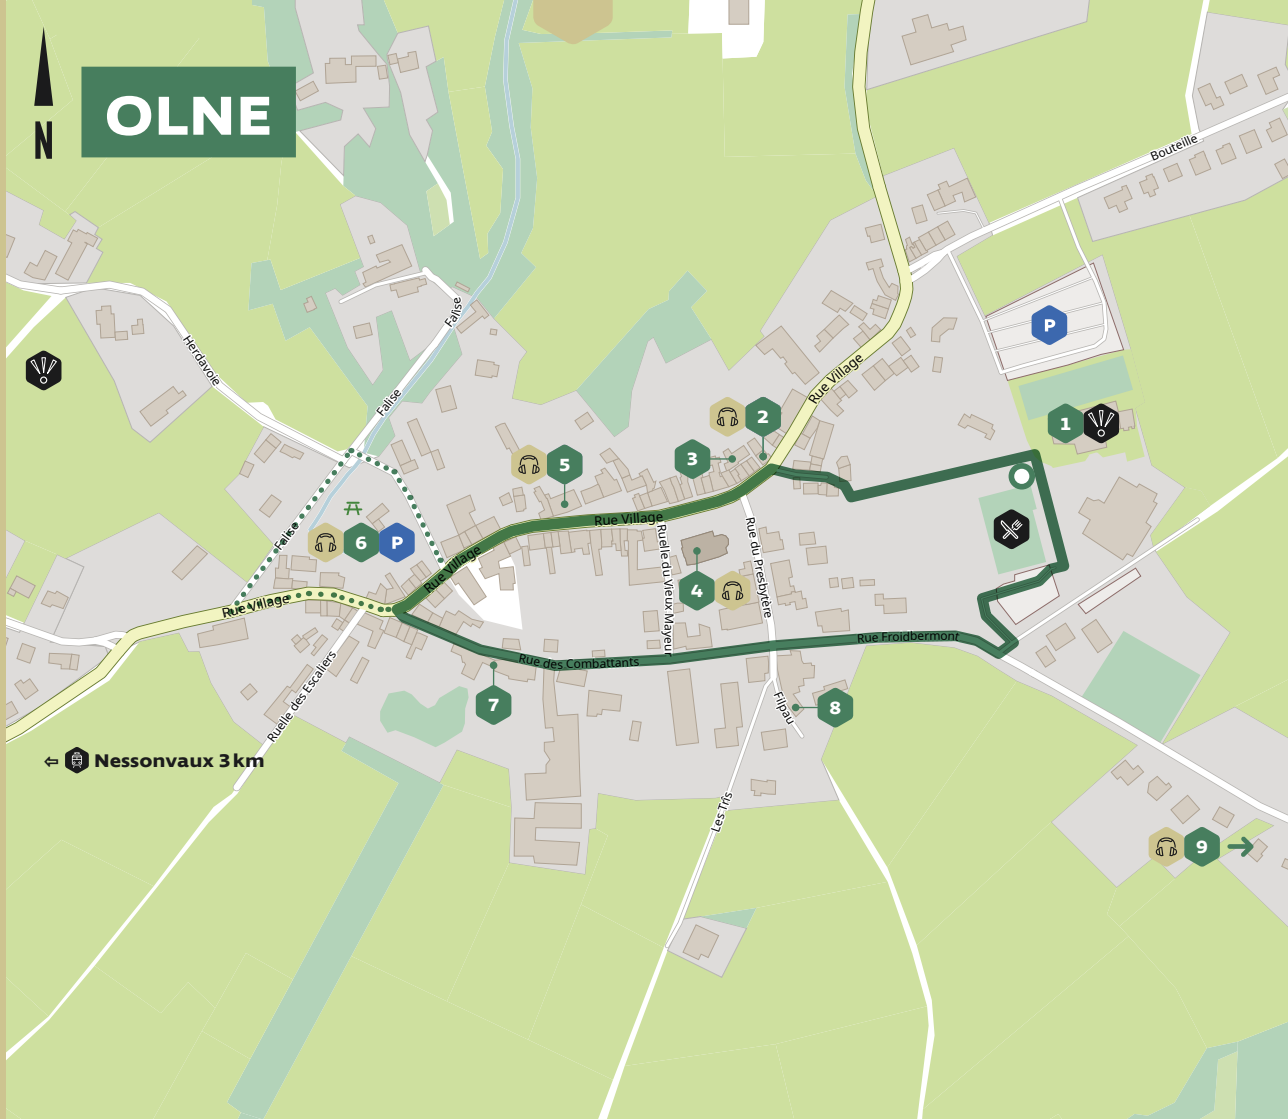 OLNE
N
Bouteille
P
Falise
Herdavoie
Falise
Rue Village
1
2
3
5
Rue Village
Falise
6
P
Rue Village
Ruelle du Vieux Mayeur
Rue du Presbytère
4
Rue Village
Rue Froidbermont
Rue des Combattants
Ruelle des Escaliers
7
Filpau
8
⇦ Nessonvaux 3 km
Les Tris
9 →